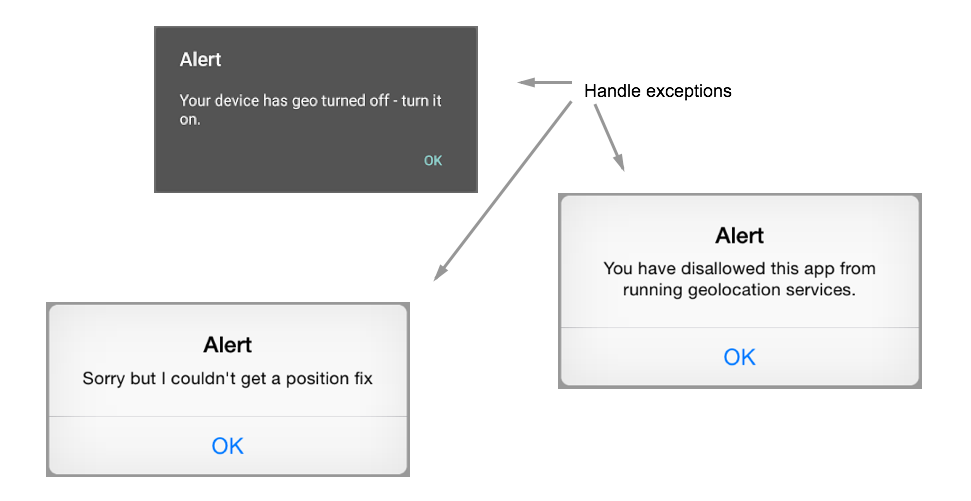 Alert
Your device has geo turned off - turn it
on.
OK
Handle exceptions
Alert
You have disallowed this app from
running geolocation services.
OK
Alert
Sorry but I couldn't get a position fix
OK